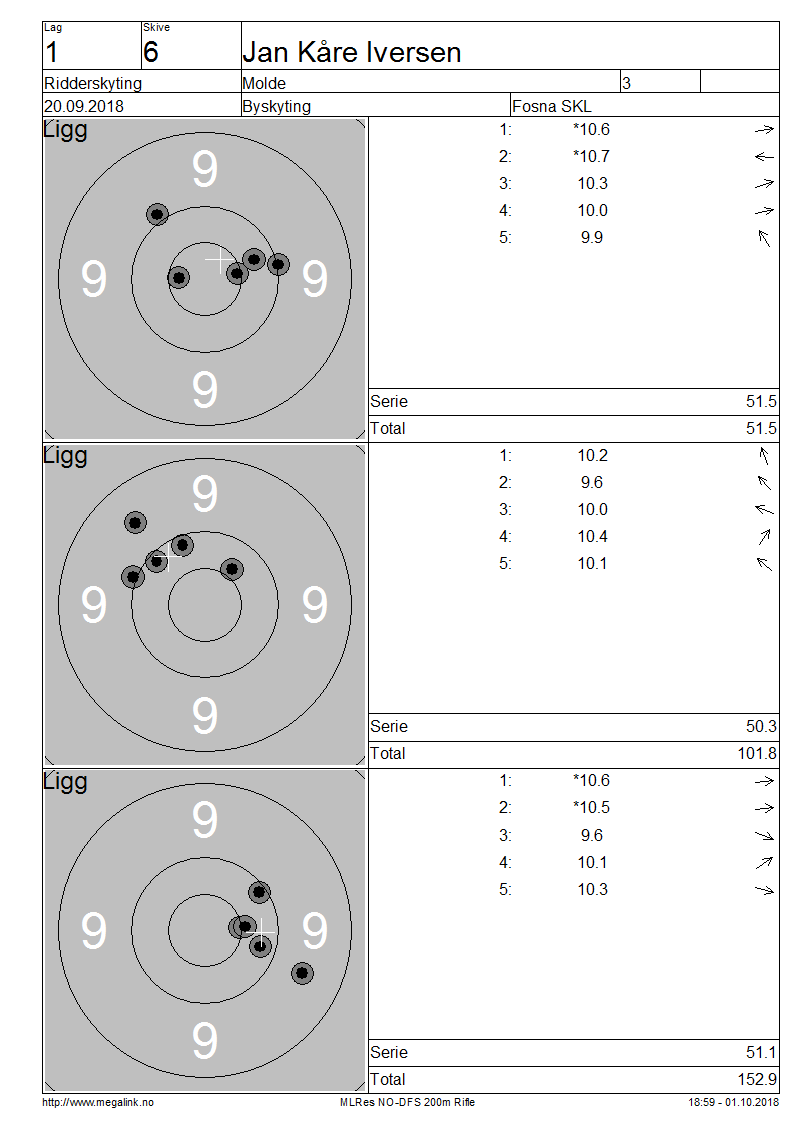 Lag Skive
1 6 Jan Kåre Iversen
Ridderskyting Molde 3
20.09.2018 Byskyting Fosna SKL
Ligg
9
9 9
9
1: *10.6
2: *10.7
3: 10.3
4: 10.0
5: 9.9
Serie 51.5
Total 51.5
Ligg
9
9 9
9
1: 10.2
2: 9.6
3: 10.0
4: 10.4
5: 10.1
Serie 50.3
Total 101.8
Ligg
9
9 9
9
1: *10.6
2: *10.5
3: 9.6
4: 10.1
5: 10.3
Serie 51.1
Total 152.9
http://www.megalink.no MLRes NO-DFS 200m Rifle 18:59 - 01.10.2018